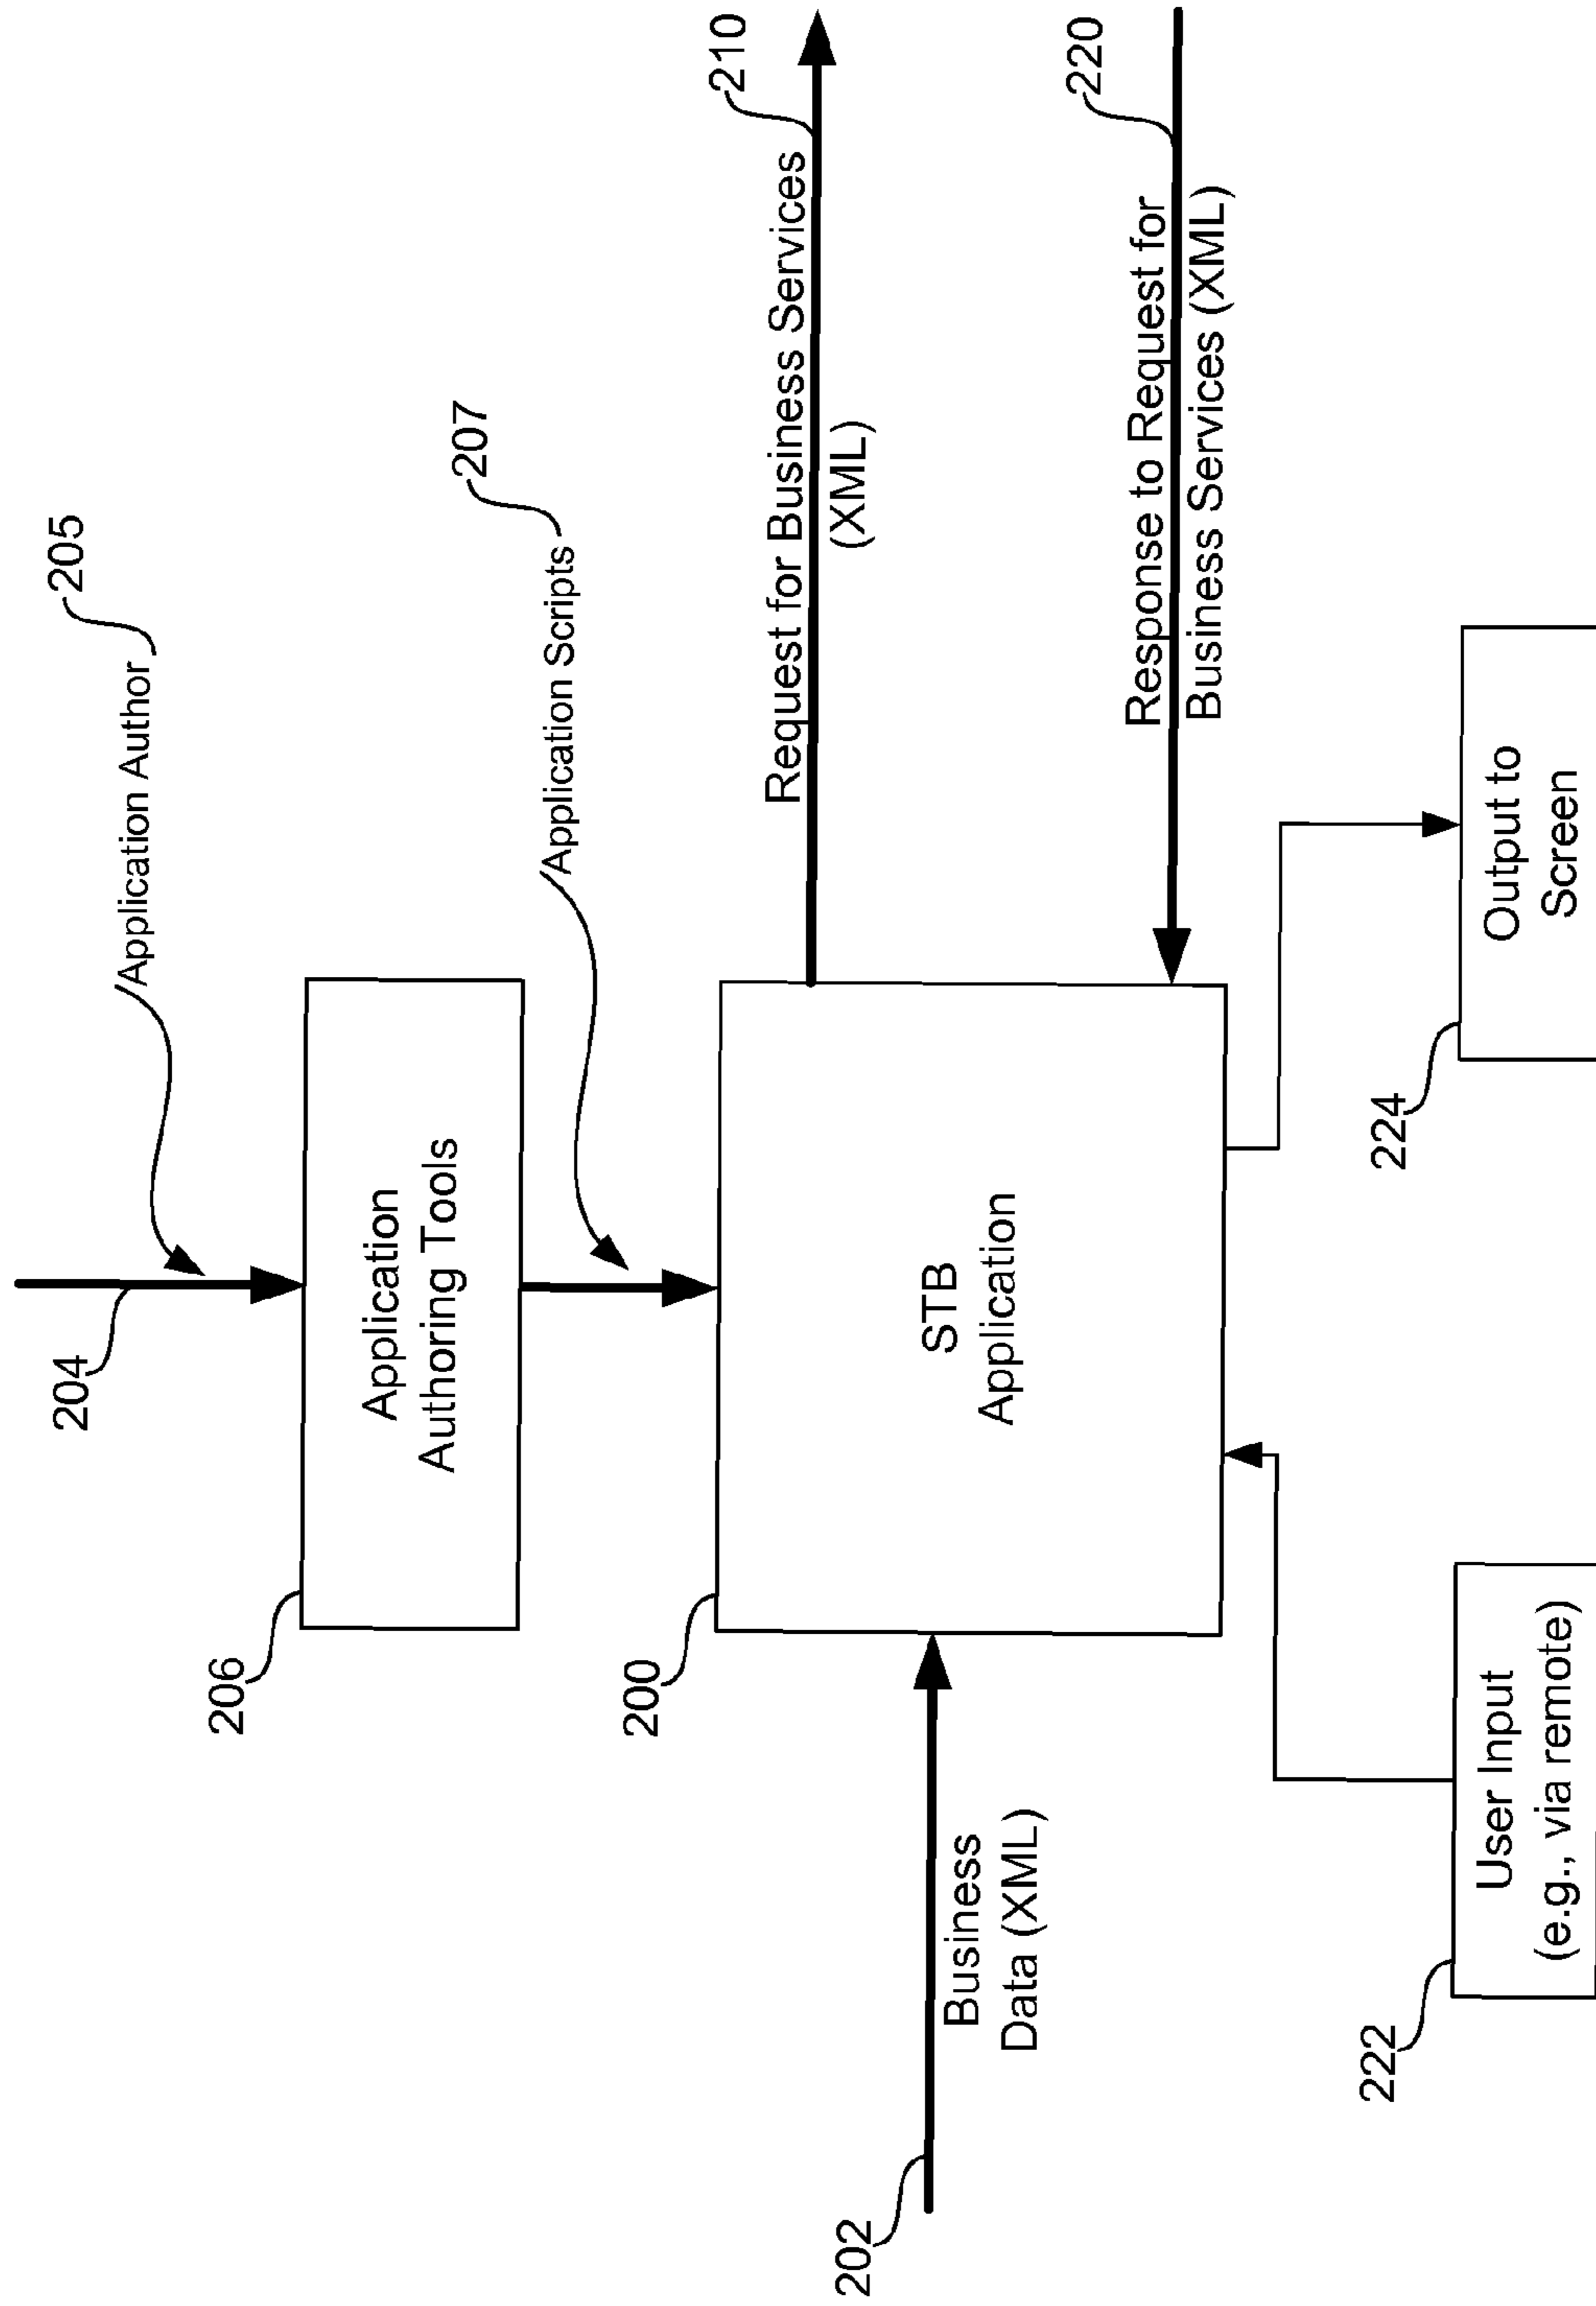 205
204
Application Author
206
Application
Authoring Tools
207
Application Scripts
200
STB
Application
210
Request for Business Services
(XML)
202
Business
Data (XML)
220
Response to Request for
Business Services (XML)
222
User Input
(e.g., via remote)
224
Output to
Screen